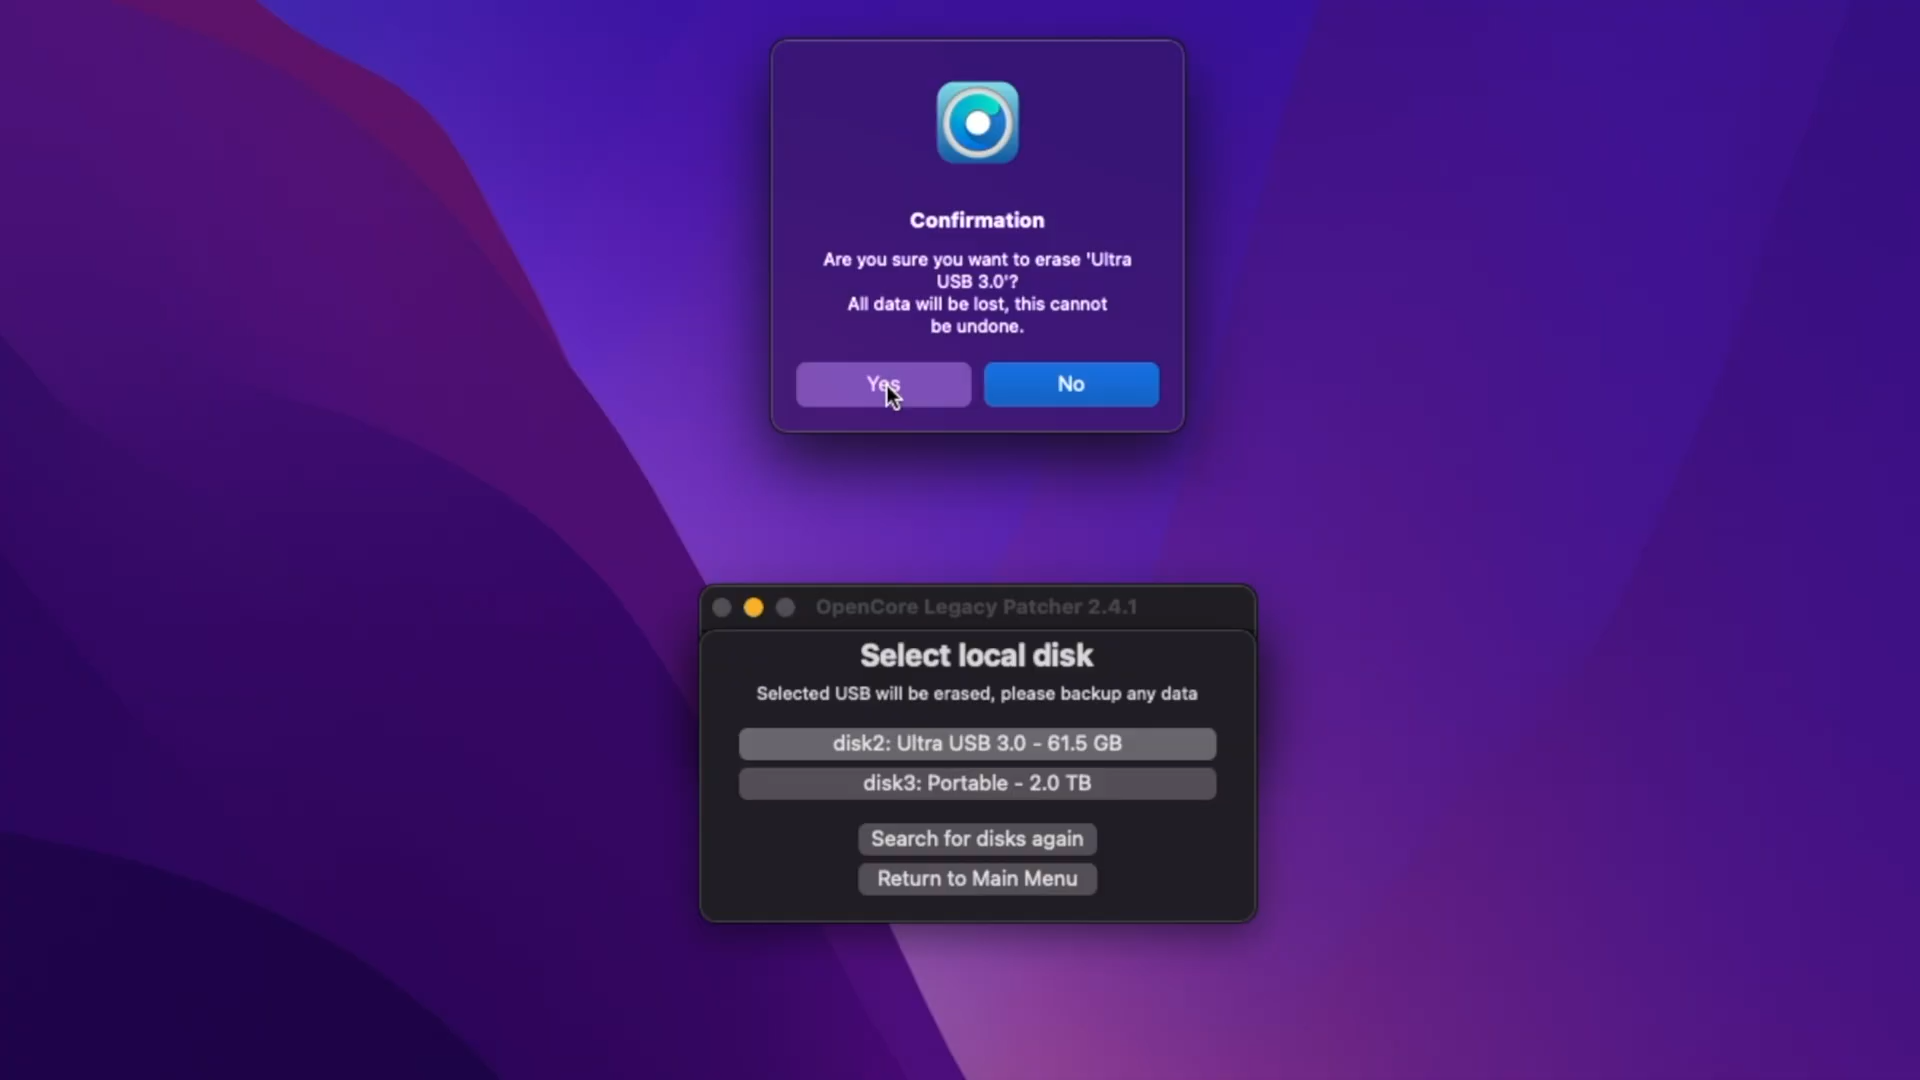 Confirmation
Are you sure you want to erase 'Ultra
USB 3.0'?
All data will be lost, this cannot
be undone.
Yes
No
OpenCore Legacy Patcher 2.4.1
Select local disk
Selected USB will be erased, please backup any data
disk2: Ultra USB 3.0 - 61.5 GB
disk3: Portable - 2.0 TB
Search for disks again
Return to Main Menu